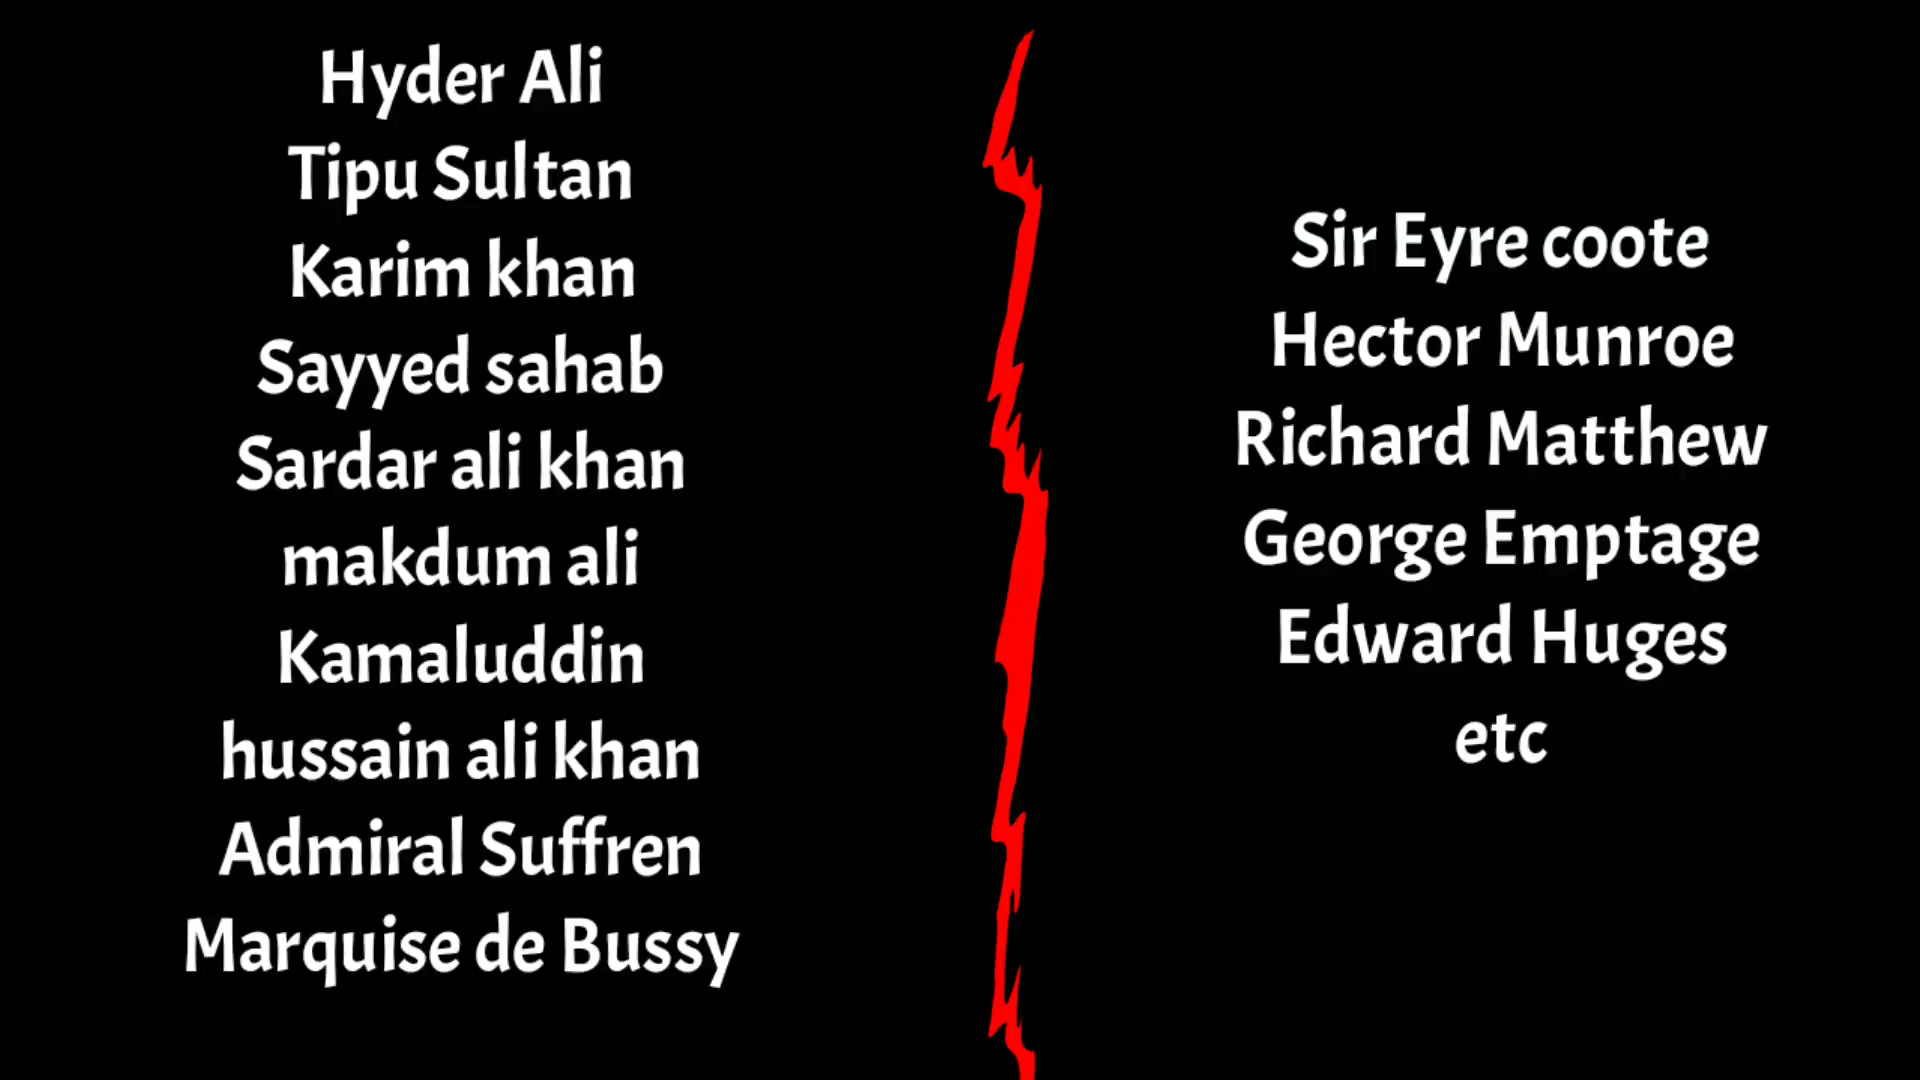 Hyder Ali
Tipu Sultan
Karim khan
Sayyed sahab
Sardar ali khan
makdum ali
Kamaluddin
hussain ali khan
Admiral Suffren
Marquise de Bussy
Sir Eyre coote
Hector Munroe
Richard Matthew
George Emptage
Edward Huges
etc